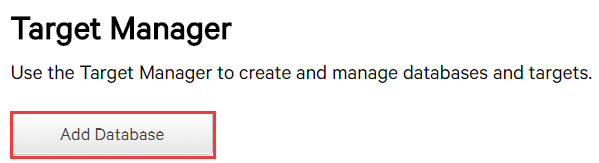 Target Manager
Use the Target Manager to create and manage databases and targets.
Add Database